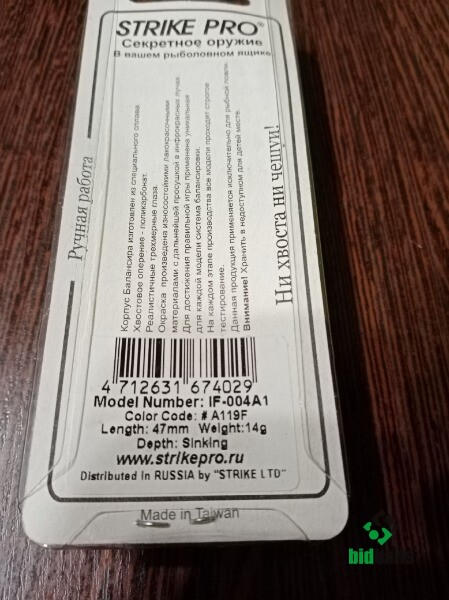 STRIKE PRO®
Секретное оружие
В вашем рыболовном ящике
Ручная работа
Корпус Балансира изготовлен из специального сплава.
Хвостовое оперение - поликарбонат.
Реалистичные трехмерные глаза.
Окраска произведена износостойкими лакокрасочными
материалами с дальнейшей просушкой в инфрокрасных лучах.
Для достижения правильной игры применена уникальная
для каждой модели система балансировки.
На каждом этапе производства все модели проходят строгое
тестирование.
Данная продукция применяется исключительно для рыбной ловли.
Внимание! Хранить в недоступном для детей месте.
Ни хвоста ни чешуи!
4 712631 674029
Model Number: IF-004A1
Color Code: # A119F
Length: 47mm Weight:14g
Depth: Sinking
www.strikepro.ru
Distributed in RUSSIA by "STRIKE LTD"
Made in Taiwan